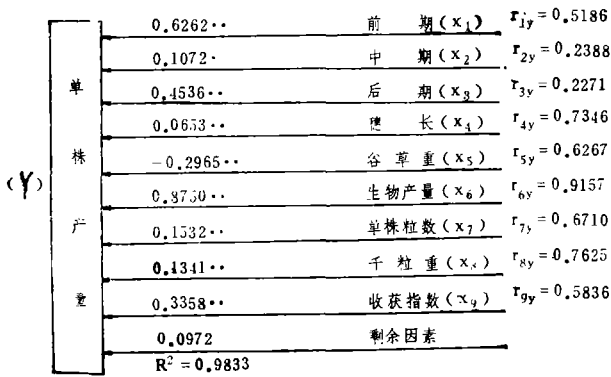 0.6262·· 前 期 (x₁) r₁y = 0.5186
0.1072· 中 期 (x₂) r₂y = 0.2388
0.4536·· 后 期 (x₃) r₃y = 0.2271
0.0653·· 穗 长 (x₄) r₄y = 0.7346
-0.2965·· 谷 草 重 (x₅) r₅y = 0.6267
0.8750·· 生物产量 (x₆) r₆y = 0.9157
0.1532·· 单株粒数 (x₇) r₇y = 0.6710
0.1341·· 千 粒 重 (x₈) r₈y = 0.7625
0.3358·· 收获指数 (x₉) r₉y = 0.5836
0.0972 剩余因素
R² = 0.9833
(Y) 单株产量